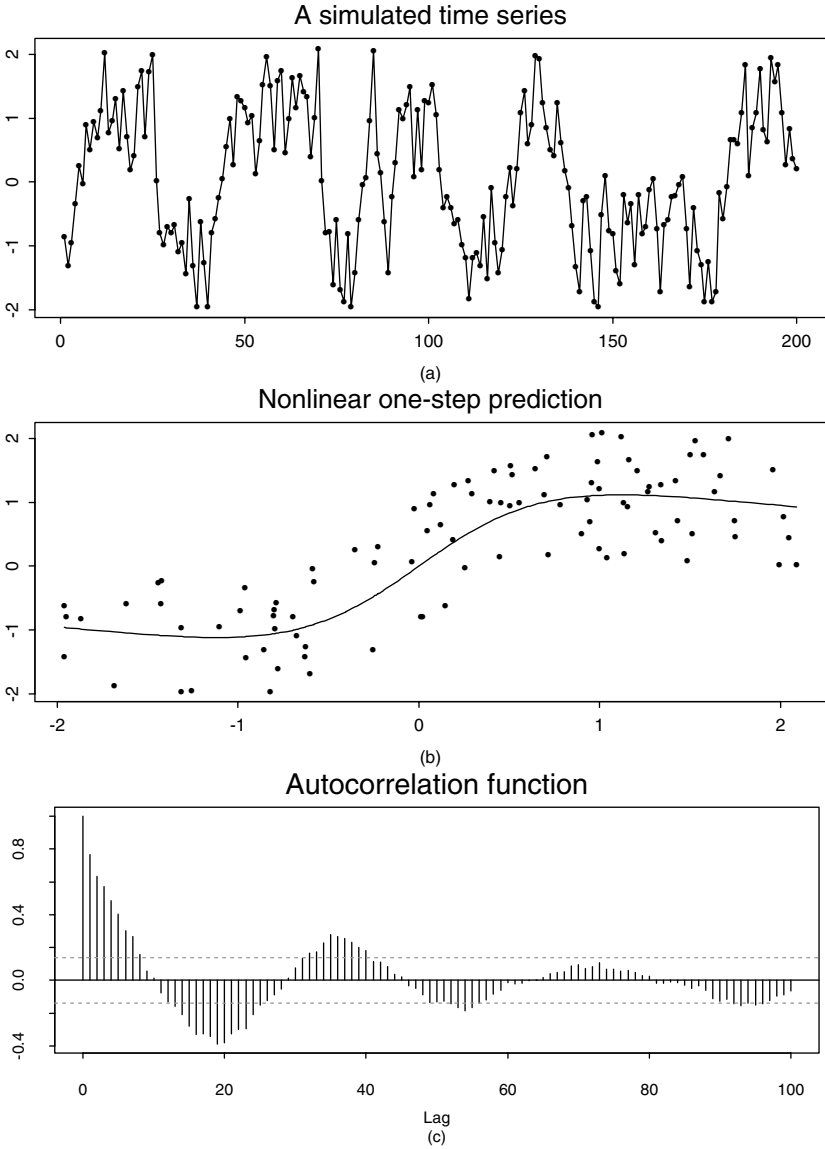 A simulated time series
2
1
0
-1
-2
0 50 100 150 200
(a)
Nonlinear one-step prediction
2
1
0
-1
-2
-2 -1 0 1 2
(b)
Autocorrelation function
0.8
0.4
0.0
-0.4
0 20 40 60 80 100
Lag
(c)